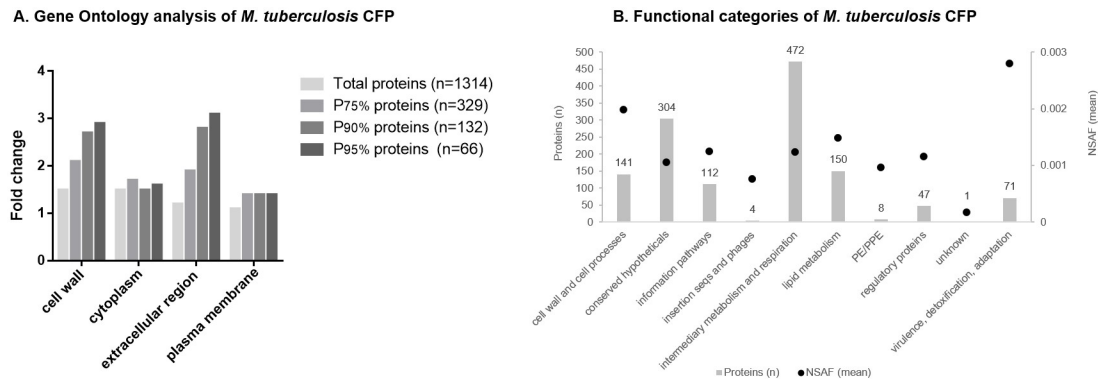 A. Gene Ontology analysis of M. tuberculosis CFP
Fold change
4
3
2
1
0
cell wall
cytoplasm
extracellular region
plasma membrane
Total proteins (n=1314)
P75% proteins (n=329)
P90% proteins (n=132)
P95% proteins (n=66)
B. Functional categories of M. tuberculosis CFP
Proteins (n)
500
450
400
350
300
250
200
150
100
50
0
141
304
112
4
472
150
8
47
1
71
0.003
0.002
0.001
0
NSAF (mean)
cell wall and cell processes
conserved hypotheticals
information pathways
insertion seqs and phages
intermediary metabolism and respiration
lipid metabolism
PE/PPE
regulatory proteins
unknown
virulence, detoxification, adaptation
Proteins (n)
NSAF (mean)